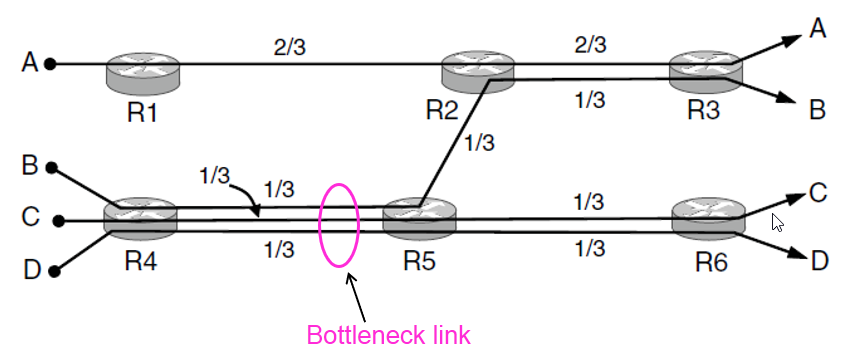 A
2/3
2/3
A
R1
R2
R3
1/3
B
1/3
B
1/3
1/3
C
1/3
C
D
1/3
1/3
D
R4
R5
R6
Bottleneck link